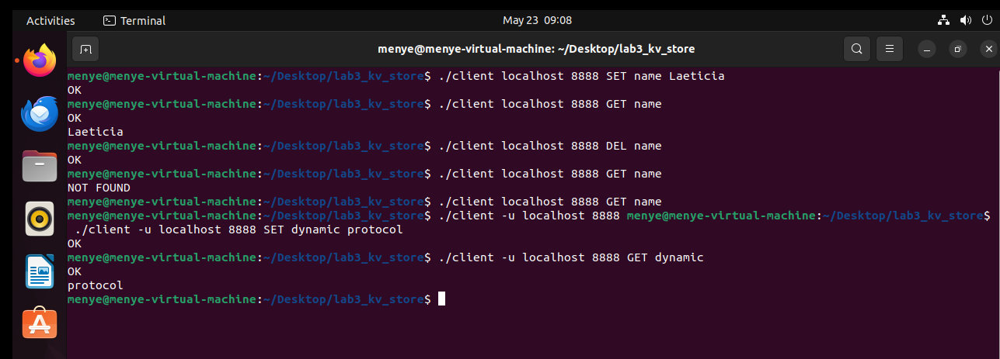 Activities
Terminal
May 23 09:08
menye@menye-virtual-machine: ~/Desktop/lab3_kv_store
menye@menye-virtual-machine:~/Desktop/lab3_kv_store$ ./client localhost 8888 SET name Laeticia
OK
menye@menye-virtual-machine:~/Desktop/lab3_kv_store$ ./client localhost 8888 GET name
OK
Laeticia
menye@menye-virtual-machine:~/Desktop/lab3_kv_store$ ./client localhost 8888 DEL name
OK
menye@menye-virtual-machine:~/Desktop/lab3_kv_store$ ./client localhost 8888 GET name
NOT FOUND
menye@menye-virtual-machine:~/Desktop/lab3_kv_store$ ./client localhost 8888 GET name
menye@menye-virtual-machine:~/Desktop/lab3_kv_store$ ./client -u localhost 8888 menye@menye-virtual-machine:~/Desktop/lab3_kv_store$
./client -u localhost 8888 SET dynamic protocol
OK
menye@menye-virtual-machine:~/Desktop/lab3_kv_store$ ./client -u localhost 8888 GET dynamic
OK
protocol
menye@menye-virtual-machine:~/Desktop/lab3_kv_store$